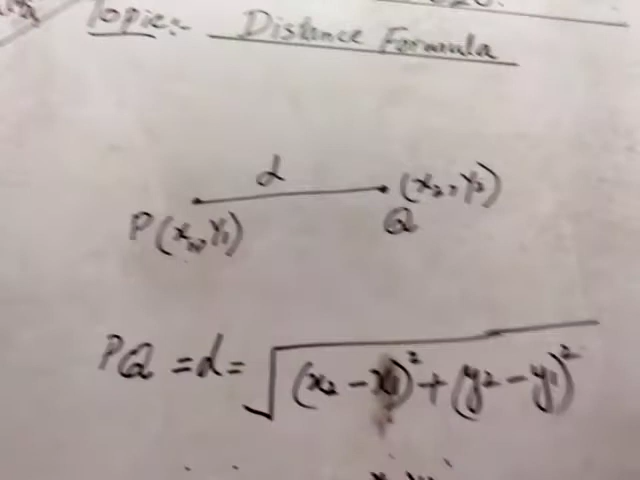 Topic:- Distance Formula
d
(x₂, y₂)
P(x₁, y₁)
Q
PQ = d = √((x₂ - x₁)² + (y₂ - y₁)²)